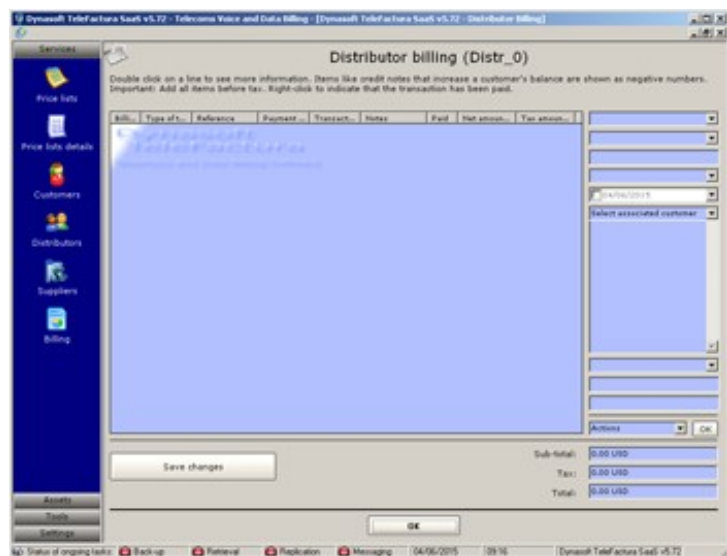 Dynasoft TeleFactura SaaS v5.72 - Telecoms Voice and Data Billing - [Dynasoft TeleFactura SaaS v5.72 - Distributor Billing]
Services
Distributor billing (Distr_0)
Double click on a line to see more information. Items like credit notes that increase a customer's balance are shown as negative numbers.
Important: Add all items before tax. Right-click to indicate that the transaction has been paid.
Billi... Type of t... Reference Payment ... Transact... Notes Paid Net amoun... Tax amoun...
Price lists
Price lists details
Customers
Distributors
Suppliers
Billing
04/06/2015
Select associated customer
Actions OK
Save changes
Sub-total: 0.00 USD
Tax: 0.00 USD
Total: 0.00 USD
Assets
Tools
Settings
OK
Status of ongoing tasks: Back-up Retrieval Replication Messaging 04/06/2015 09:16 Dynasoft TeleFactura SaaS v5.72